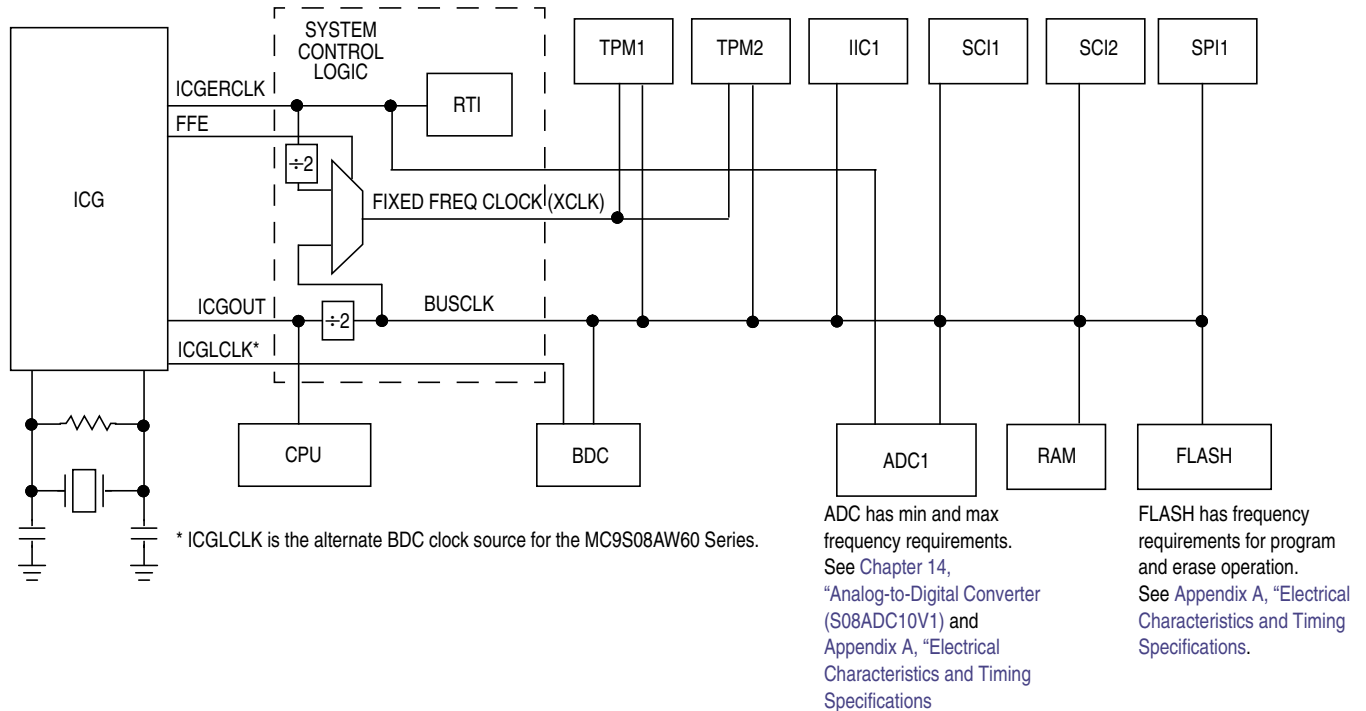 SYSTEM
CONTROL
LOGIC
TPM1
TPM2
IIC1
SCI1
SCI2
SPI1
ICGERCLK
RTI
FFE
÷2
ICG
FIXED FREQ CLOCK (XCLK)
ICGOUT
÷2
BUSCLK
ICGLCLK*
CPU
BDC
ADC1
RAM
FLASH
* ICGLCLK is the alternate BDC clock source for the MC9S08AW60 Series.
ADC has min and max
frequency requirements.
See Chapter 14,
“Analog-to-Digital Converter
(S08ADC10V1) and
Appendix A, “Electrical
Characteristics and Timing
Specifications
FLASH has frequency
requirements for program
and erase operation.
See Appendix A, “Electrical
Characteristics and Timing
Specifications.